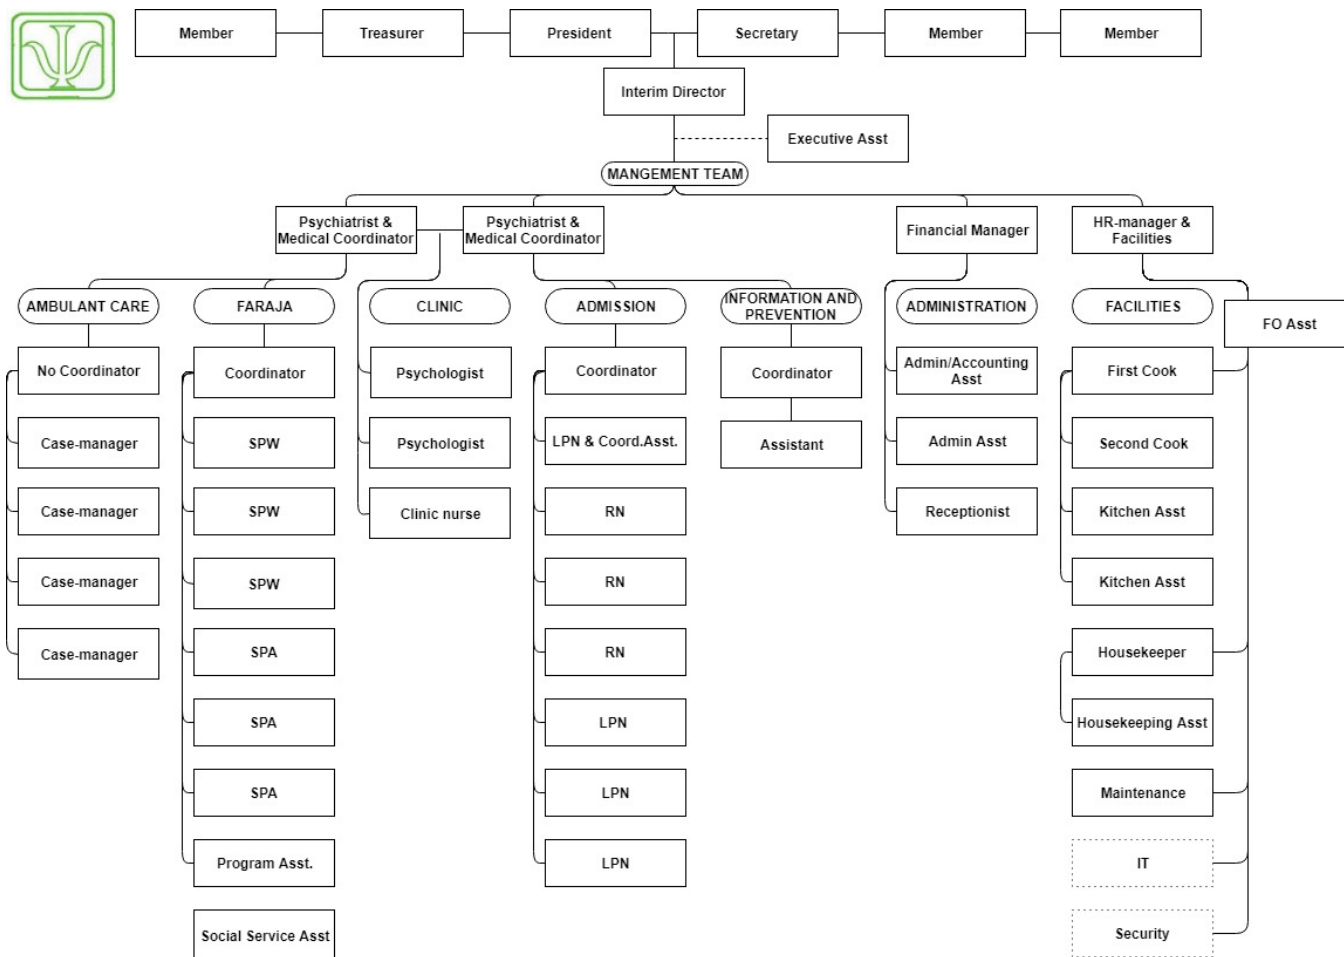 Member
Treasurer
President
Secretary
Member
Member
Interim Director
Executive Asst
MANGEMENT TEAM
Psychiatrist &
Medical Coordinator
Psychiatrist &
Medical Coordinator
Financial Manager
HR-manager &
Facilities
AMBULANT CARE
No Coordinator
Case-manager
Case-manager
Case-manager
Case-manager
FARAJA
Coordinator
SPW
SPW
SPW
SPA
SPA
SPA
Program Asst.
Social Service Asst
CLINIC
Psychologist
Psychologist
Clinic nurse
ADMISSION
Coordinator
LPN & Coord.Asst.
RN
RN
RN
LPN
LPN
LPN
INFORMATION AND
PREVENTION
Coordinator
Assistant
ADMINISTRATION
Admin/Accounting
Asst
Admin Asst
Receptionist
FACILITIES
First Cook
Second Cook
Kitchen Asst
Kitchen Asst
Housekeeper
Housekeeping Asst
Maintenance
IT
Security
FO Asst